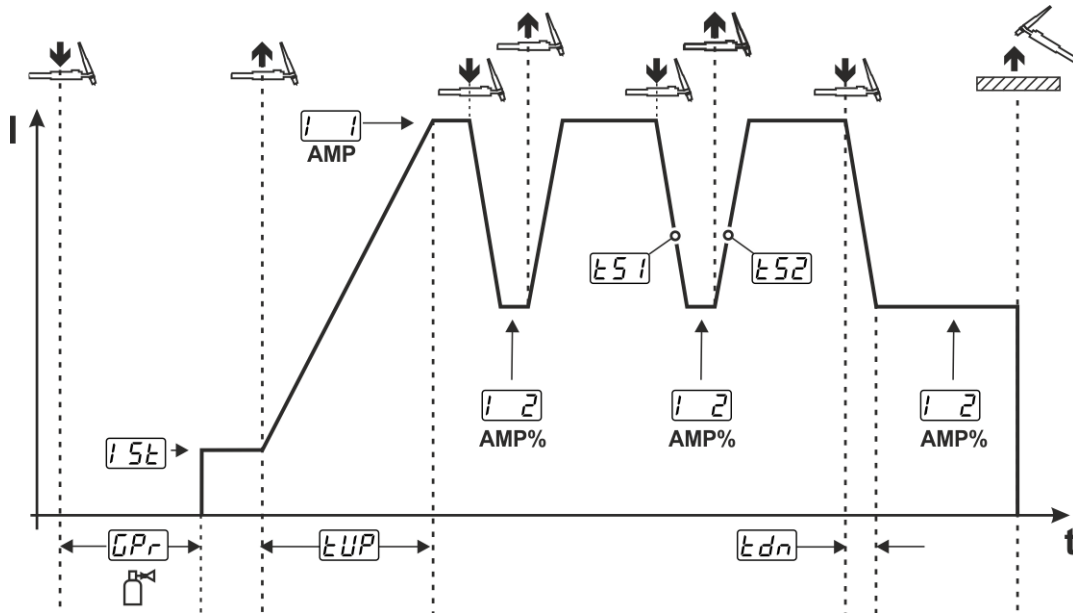 I
I 1
AMP
tS1
tS2
I 2
AMP%
I 2
AMP%
I 2
AMP%
ISt
GPr
tUP
tdn
t